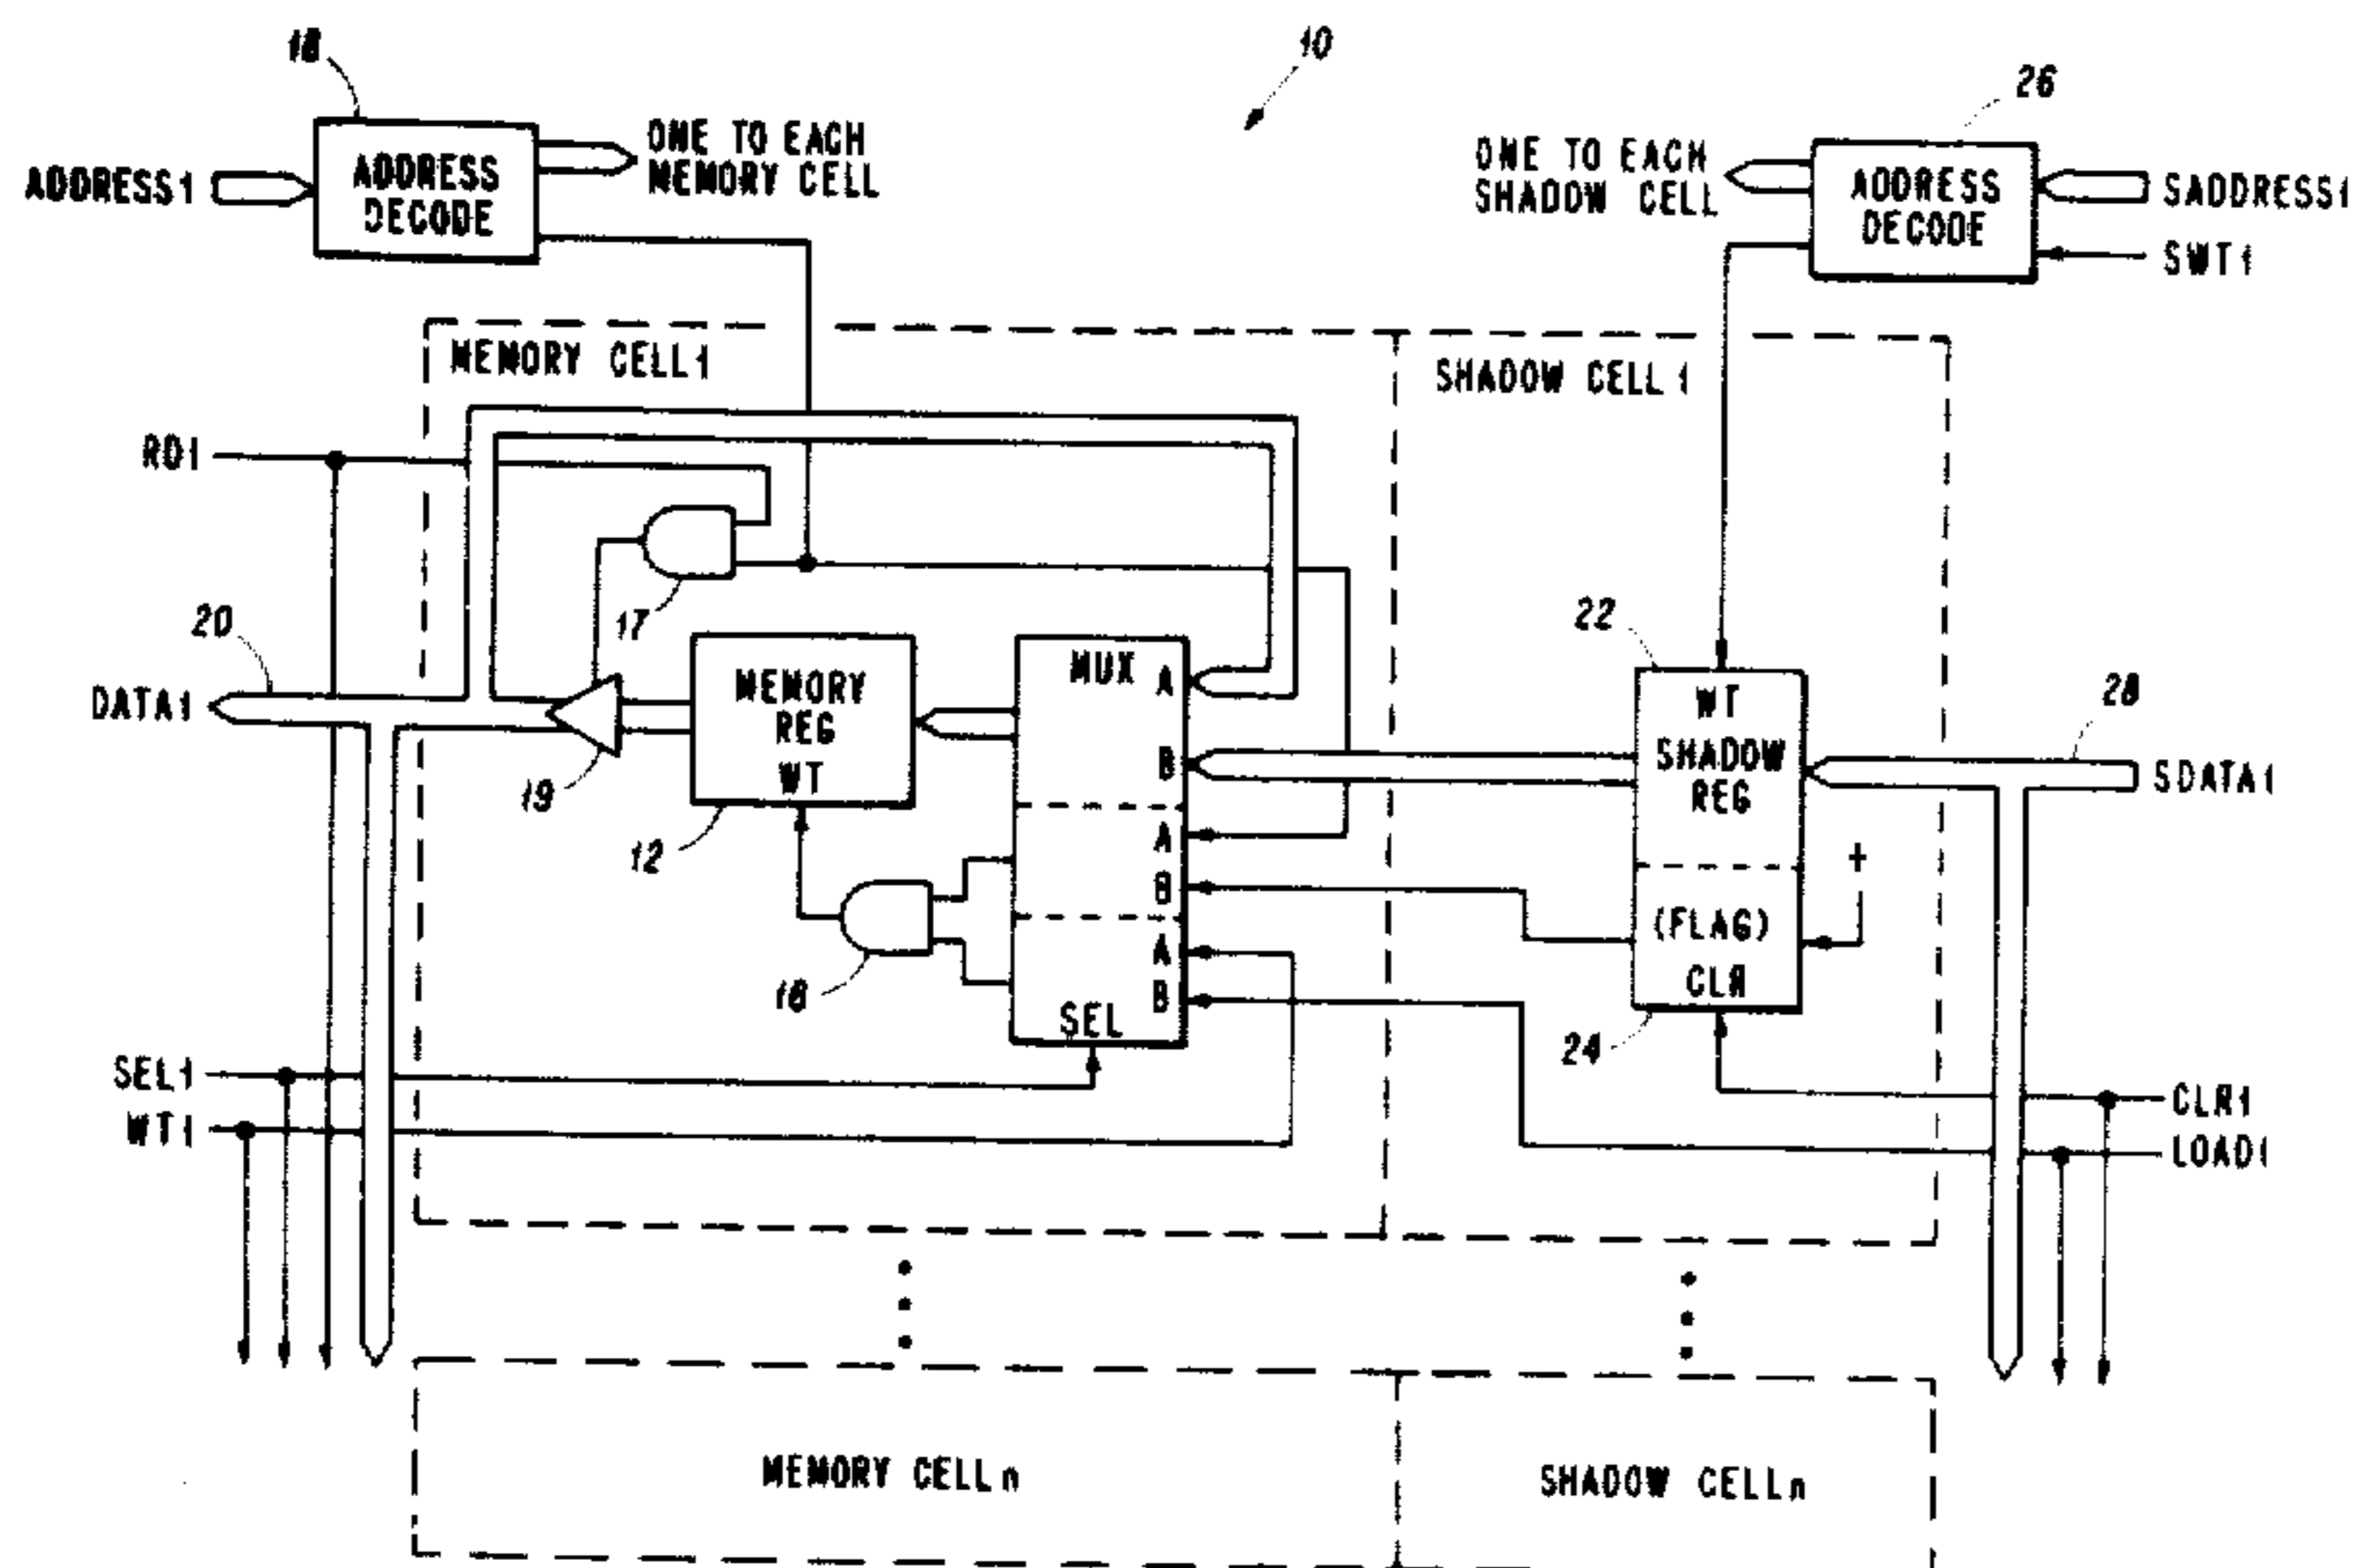 18
10
26
ADDRESS1
ADDRESS
DECODE
ONE TO EACH
MEMORY CELL
ONE TO EACH
SHADOW CELL
ADDRESS
DECODE
SADDRESS1
SWT1
MEMORY CELL1
SHADOW CELL1
RD1
17
20
DATA1
19
MEMORY
REG
WT
12
MUX A
B
A
B
A
B
SEL
16
22
WT
SHADOW
REG
(FLAG)
CLR
24
+
28
SDATA1
SEL1
WT1
CLR1
LOAD1
MEMORY CELLn
SHADOW CELLn